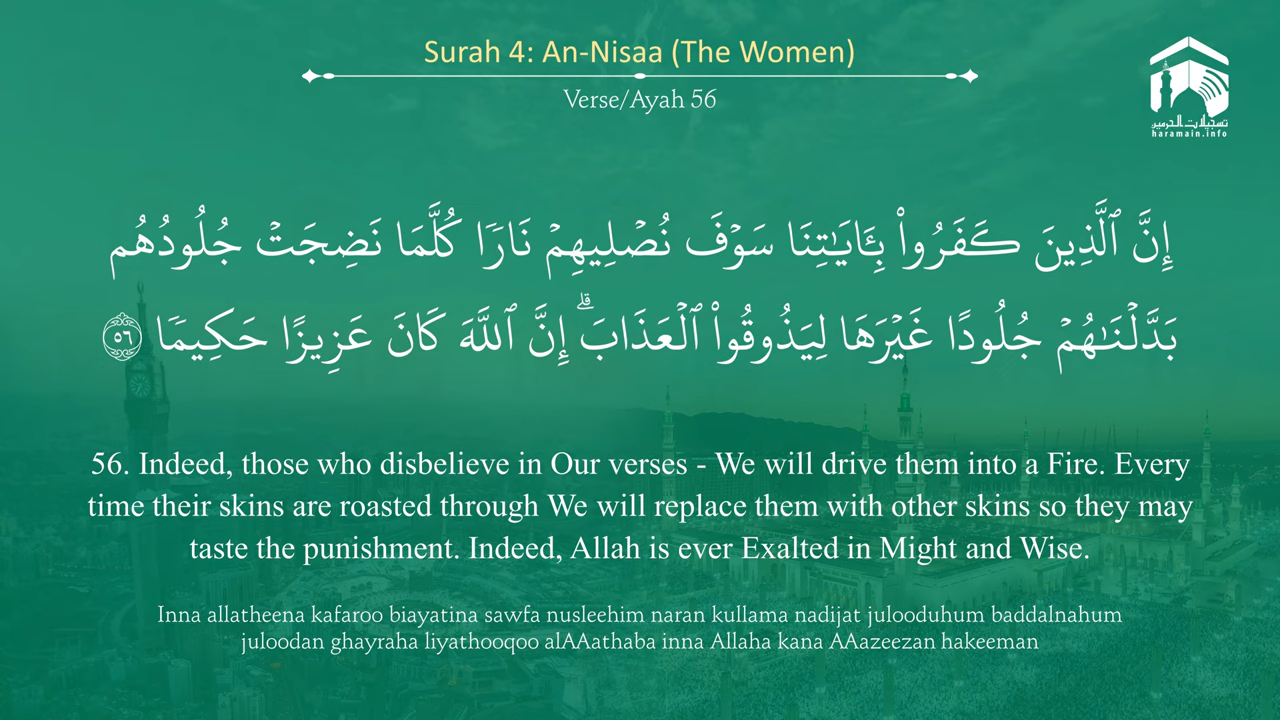 Surah 4: An-Nisaa (The Women)
Verse/Ayah 56
تسجيلات الحرمين
haramain.info
إِنَّ ٱلَّذِينَ كَفَرُوا۟ بِـَٔايَـٰتِنَا سَوْفَ نُصْلِيهِمْ نَارًا كُلَّمَا نَضِجَتْ جُلُودُهُم
بَدَّلْنَـٰهُمْ جُلُودًا غَيْرَهَا لِيَذُوقُوا۟ ٱلْعَذَابَ ۗ إِنَّ ٱللَّهَ كَانَ عَزِيزًا حَكِيمًا ٥٦
56. Indeed, those who disbelieve in Our verses - We will drive them into a Fire. Every
time their skins are roasted through We will replace them with other skins so they may
taste the punishment. Indeed, Allah is ever Exalted in Might and Wise.
Inna allatheena kafaroo biayatina sawfa nusleehim naran kullama nadijat julooduhum baddalnahum
juloodan ghayraha liyathooqoo alAAathaba inna Allaha kana AAazeezan hakeeman